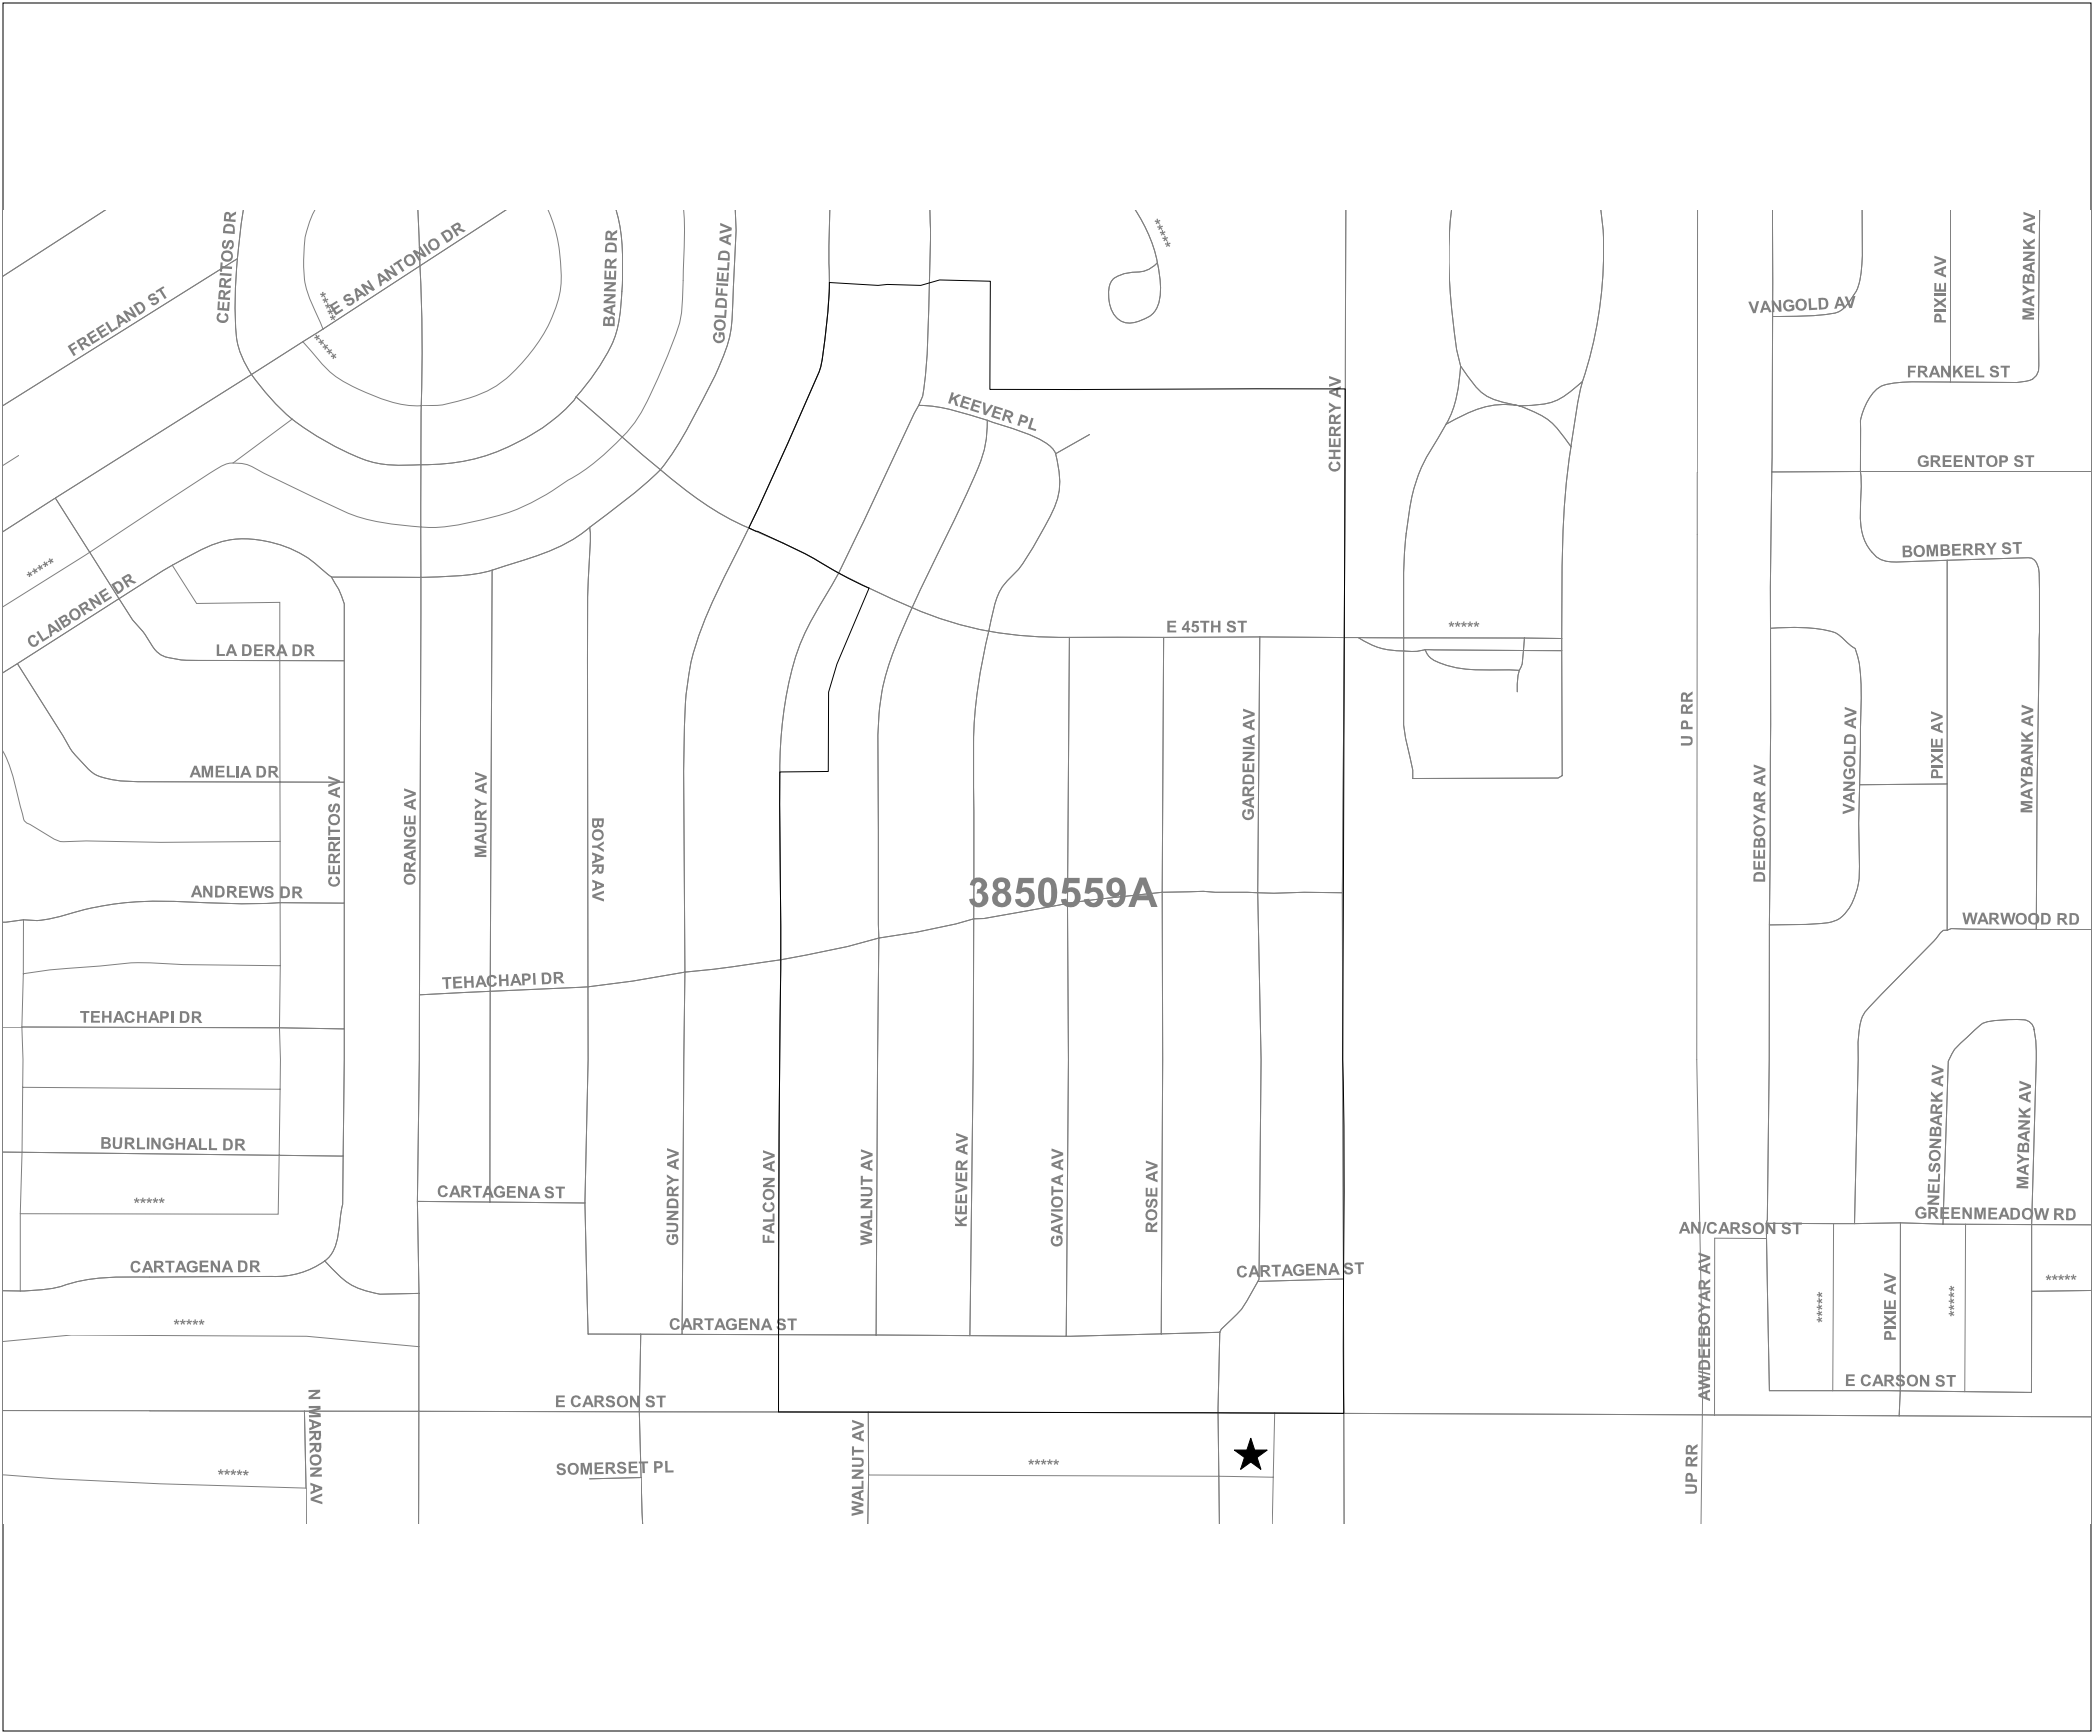 CERRITOS DR
E SAN ANTONIO DR
*****
*****
FREELAND ST
BANNER DR
GOLDFIELD AV
*****
CHERRY AV
KEEVER PL
VANGOLD AV
PIXIE AV
MAYBANK AV
FRANKEL ST
GREENTOP ST
BOMBERRY ST
*****
CLAIBORNE DR
LA DERA DR
E 45TH ST
*****
AMELIA DR
CERRITOS AV
ORANGE AV
MAURY AV
BOYAR AV
GARDENIA AV
U P RR
DEEBOYAR AV
VANGOLD AV
PIXIE AV
MAYBANK AV
ANDREWS DR
3850559A
WARWOOD RD
TEHACHAPI DR
TEHACHAPI DR
BURLINGHALL DR
*****
CARTAGENA ST
GUNDRY AV
FALCON AV
WALNUT AV
KEEVER AV
GAVIOTA AV
ROSE AV
NELSONBARK AV
MAYBANK AV
GREENMEADOW RD
AN/CARSON ST
CARTAGENA DR
CARTAGENA ST
*****
*****
*****
PIXIE AV
*****
AW/DEEBOYAR AV
CARTAGENA ST
E CARSON ST
E CARSON ST
N MARRON AV
*****
SOMERSET PL
WALNUT AV
*****
UP RR